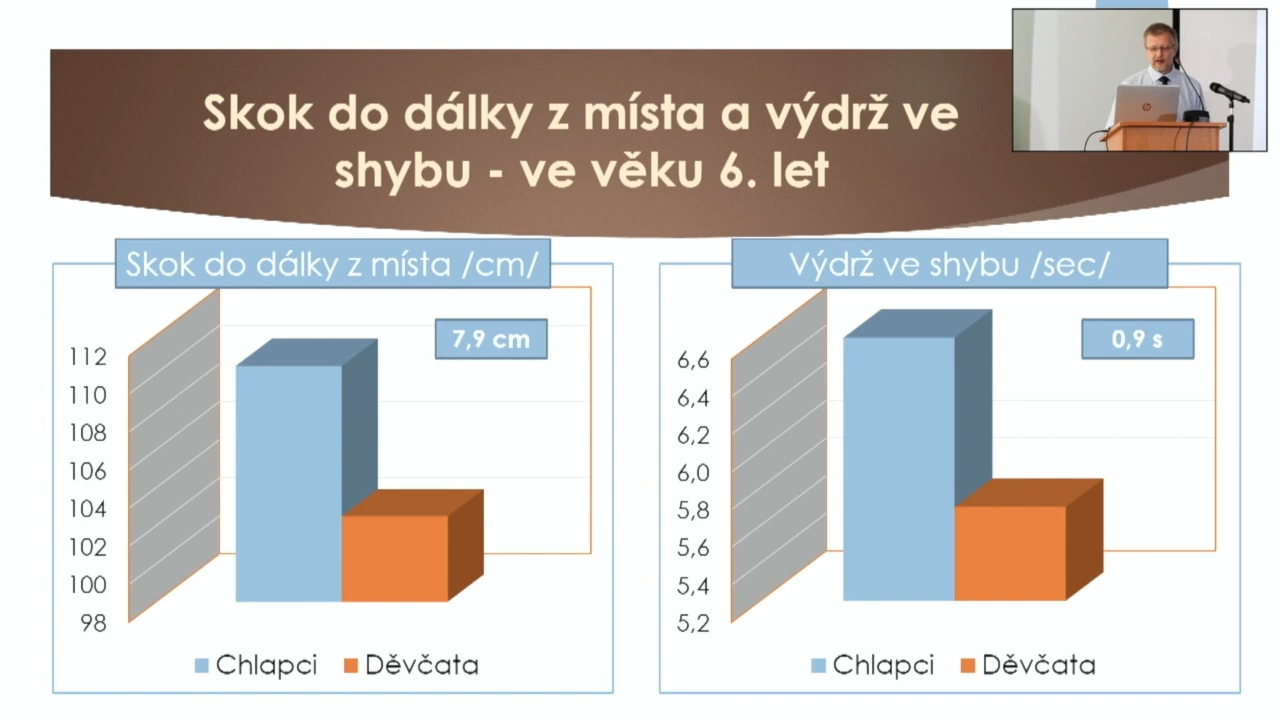 Skok do dálky z místa a výdrž ve
shybu - ve věku 6. let
Skok do dálky z místa /cm/
7,9 cm
112
110
108
106
104
102
100
98
Chlapci Děvčata
Výdrž ve shybu /sec/
0,9 s
6,6
6,4
6,2
6,0
5,8
5,6
5,4
5,2
Chlapci Děvčata